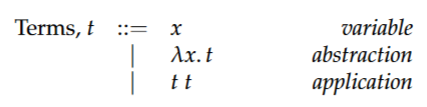 Terms, t ::= x variable
| λx. t abstraction
| t t application